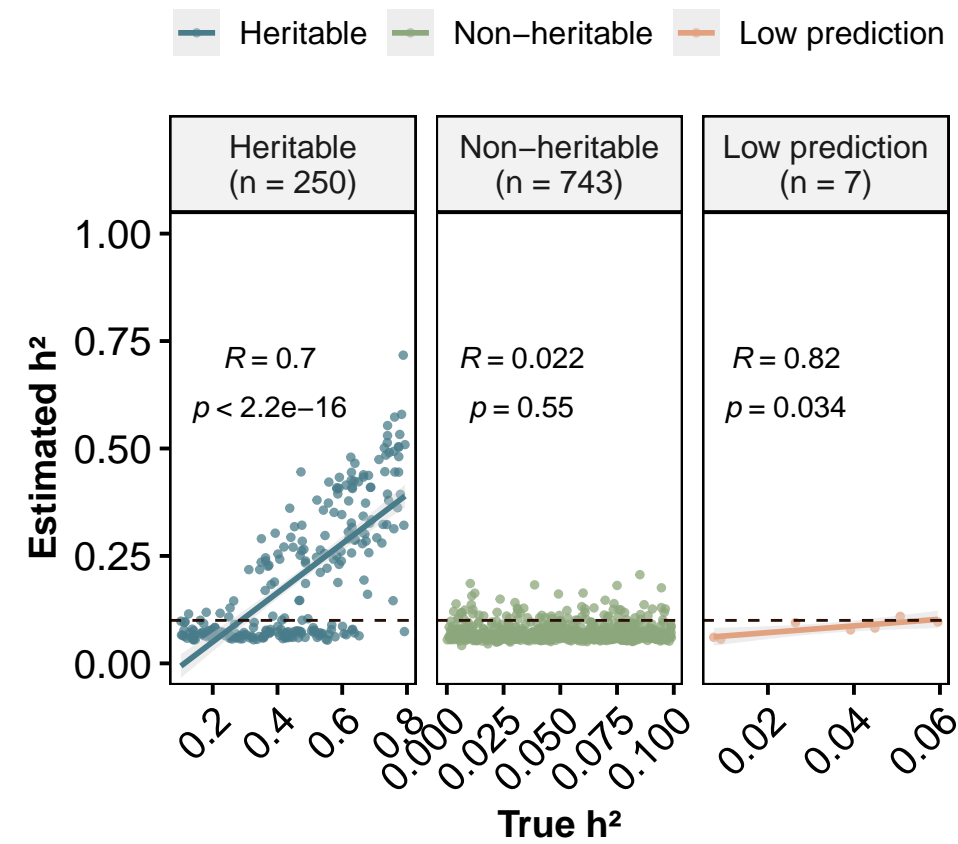 Heritable Non−heritable Low prediction
Heritable
(n = 250)
Non−heritable
(n = 743)
Low prediction
(n = 7)
Estimated h²
1.00
0.75
0.50
0.25
0.00
R = 0.7
p < 2.2e−16
R = 0.022
p = 0.55
R = 0.82
p = 0.034
0.2 0.4 0.6 0.8
0.000 0.025 0.050 0.075 0.100
0.02 0.04 0.06
True h²